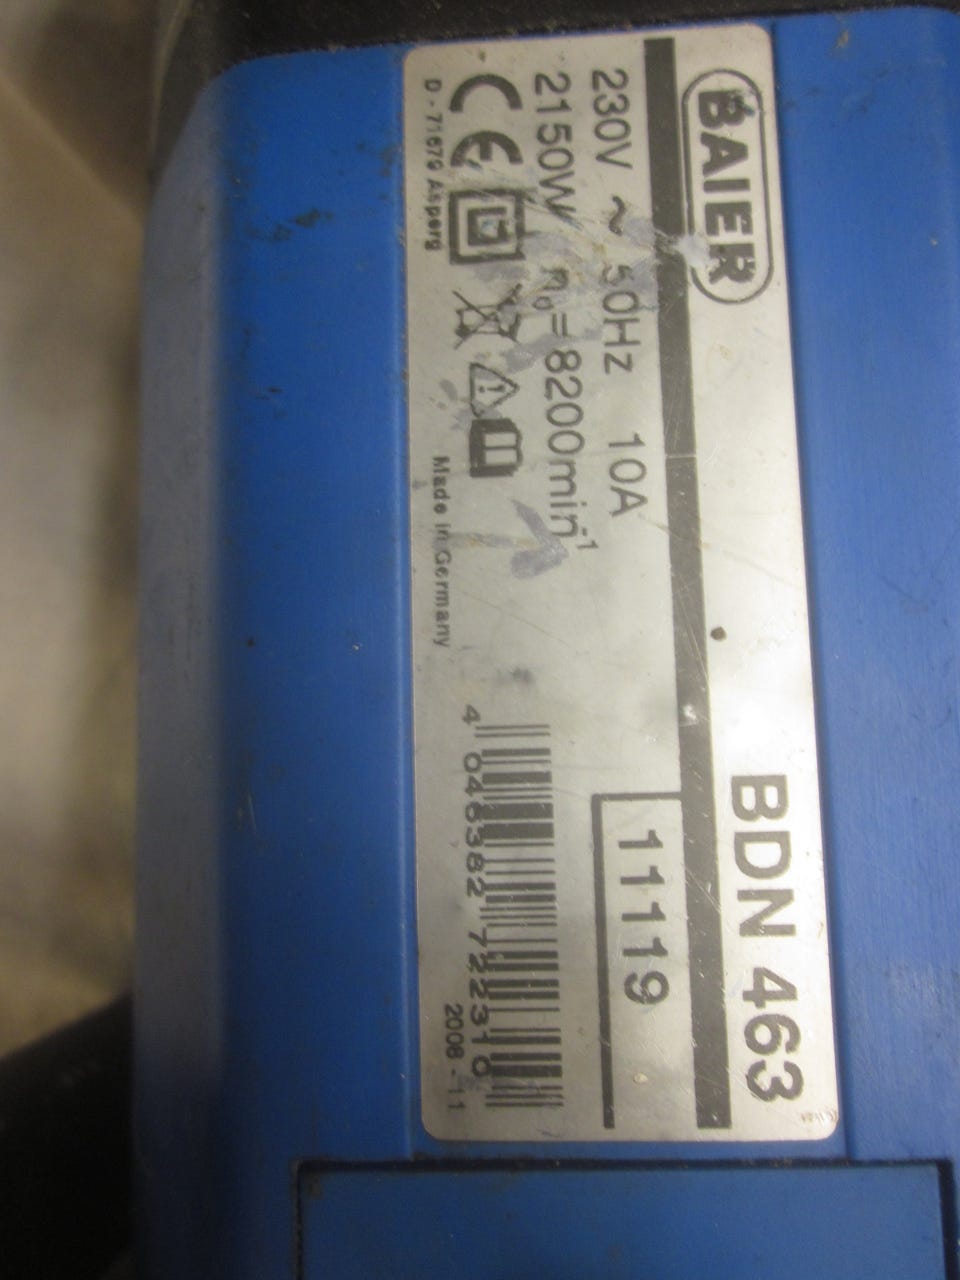 BAIER
BDN 463
230V ~ 50Hz 10A
2150W n₀ = 8200min⁻¹
11119
D - 71679 Asperg
Made in Germany
4 046382 722310
2008 - 11